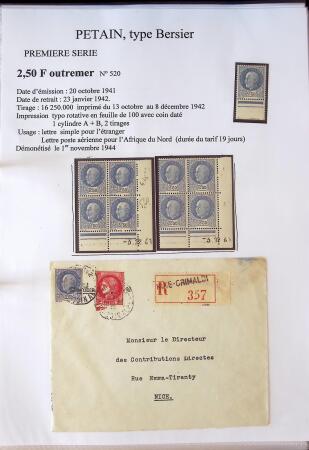 PETAIN, type Bersier
PREMIERE SERIE
2,50 F outremer N° 520
Date d'émission : 20 octobre 1941
Date de retrait : 23 janvier 1942.
Tirage : 16 250.000 imprimé du 13 octobre au 8 décembre 1942
Impression typo rotative en feuille de 100 avec coin daté
1 cylindre A + B, 2 tirages
Usage : lettre simple pour l'étranger
Lettre poste aérienne pour l'Afrique du Nord (durée du tarif 19 jours)
Démonétisé le 1er novembre 1944
R
GRIMALDI
357
Monsieur le Directeur
des Contributions Directes
Rue Emma-Tiranty
NICE.